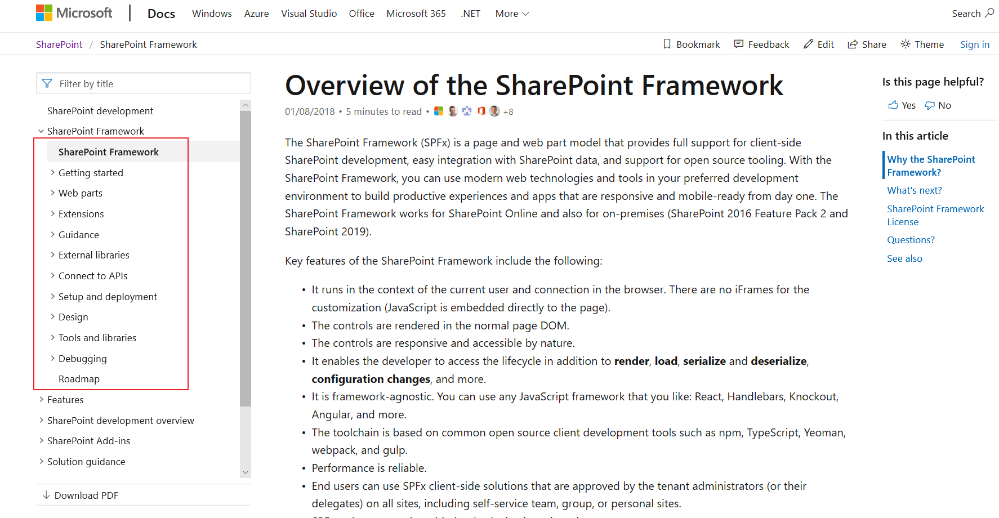 Microsoft
Docs
Windows
Azure
Visual Studio
Office
Microsoft 365
.NET
More
Search
SharePoint / SharePoint Framework
Bookmark
Feedback
Edit
Share
Theme
Sign in
Filter by title
SharePoint development
SharePoint Framework
SharePoint Framework
Getting started
Web parts
Extensions
Guidance
External libraries
Connect to APIs
Setup and deployment
Design
Tools and libraries
Debugging
Roadmap
Features
SharePoint development overview
SharePoint Add-ins
Solution guidance
Download PDF
Overview of the SharePoint Framework
01/08/2018 • 5 minutes to read • +8
The SharePoint Framework (SPFx) is a page and web part model that provides full support for client-side
SharePoint development, easy integration with SharePoint data, and support for open source tooling. With the
SharePoint Framework, you can use modern web technologies and tools in your preferred development
environment to build productive experiences and apps that are responsive and mobile-ready from day one. The
SharePoint Framework works for SharePoint Online and also for on-premises (SharePoint 2016 Feature Pack 2 and
SharePoint 2019).
Key features of the SharePoint Framework include the following:
• It runs in the context of the current user and connection in the browser. There are no iFrames for the
customization (JavaScript is embedded directly to the page).
• The controls are rendered in the normal page DOM.
• The controls are responsive and accessible by nature.
• It enables the developer to access the lifecycle in addition to render, load, serialize and deserialize,
configuration changes, and more.
• It is framework-agnostic. You can use any JavaScript framework that you like: React, Handlebars, Knockout,
Angular, and more.
• The toolchain is based on common open source client development tools such as npm, TypeScript, Yeoman,
webpack, and gulp.
• Performance is reliable.
• End users can use SPFx client-side solutions that are approved by the tenant administrators (or their
delegates) on all sites, including self-service team, group, or personal sites.
Is this page helpful?
Yes
No
In this article
Why the SharePoint
Framework?
What's next?
SharePoint Framework
License
Questions?
See also